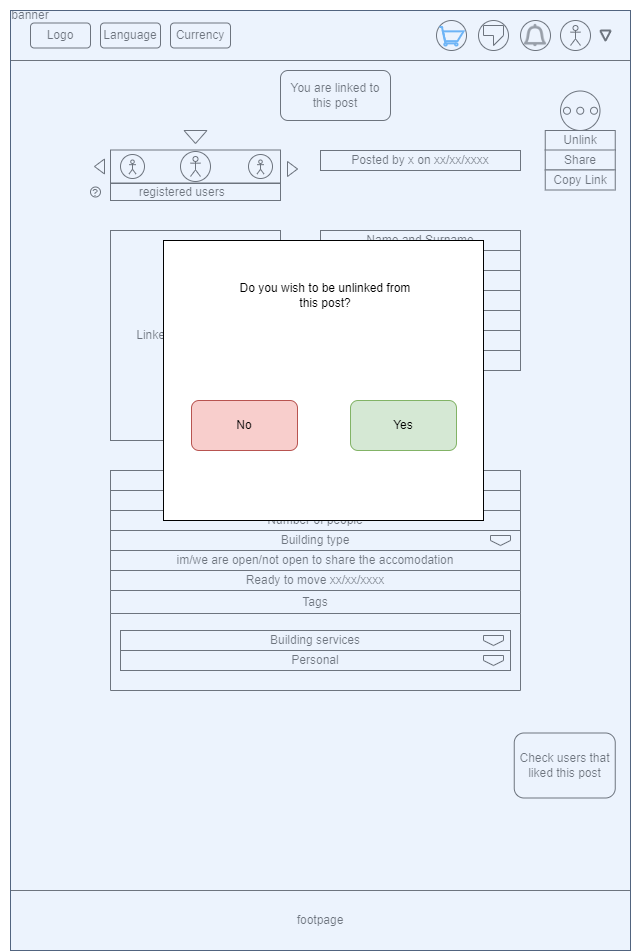 banner
Logo
Language
Currency
You are linked to
this post
Unlink
Share
Copy Link
Posted by x on xx/xx/xxxx
?
registered users
Name and Surname
Linke
Do you wish to be unlinked from
this post?
No
Yes
Number of people
Building type
im/we are open/not open to share the accomodation
Ready to move xx/xx/xxxx
Tags
Building services
Personal
Check users that
liked this post
footpage